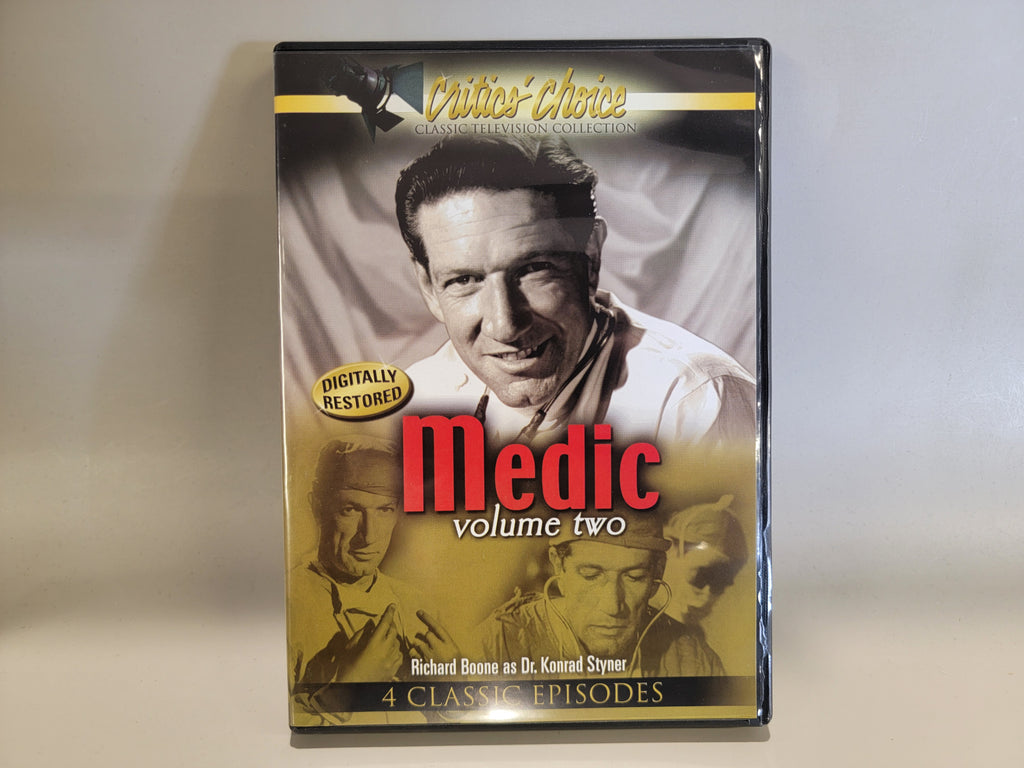 Critics' Choice
CLASSIC TELEVISION COLLECTION
DIGITALLY
RESTORED
Medic
volume two
Richard Boone as Dr. Konrad Styner
4 CLASSIC EPISODES